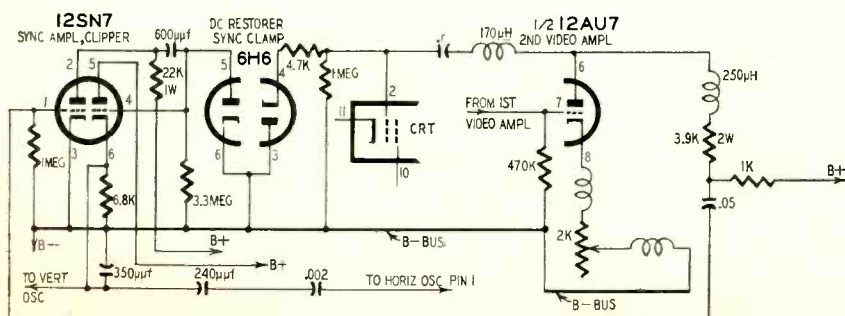 12SN7
SYNC AMPL, CLIPPER
600μμf
DC RESTORER
SYNC CLAMP
6H6
1/2 12AU7
2ND VIDEO AMPL
170μH
250μH
2
5
1
4
3
6
22K
1W
5
6
4
3
4.7K
1MEG
2
11
CRT
10
FROM 1ST
VIDEO AMPL
6
7
8
470K
3.9K
2W
1K
B+
.05
1MEG
6.8K
3.3MEG
2K
B-
B+
B-BUS
350μμf
B+
240μμf
.002
TO VERT
OSC
TO HORIZ OSC PIN 1
B-BUS